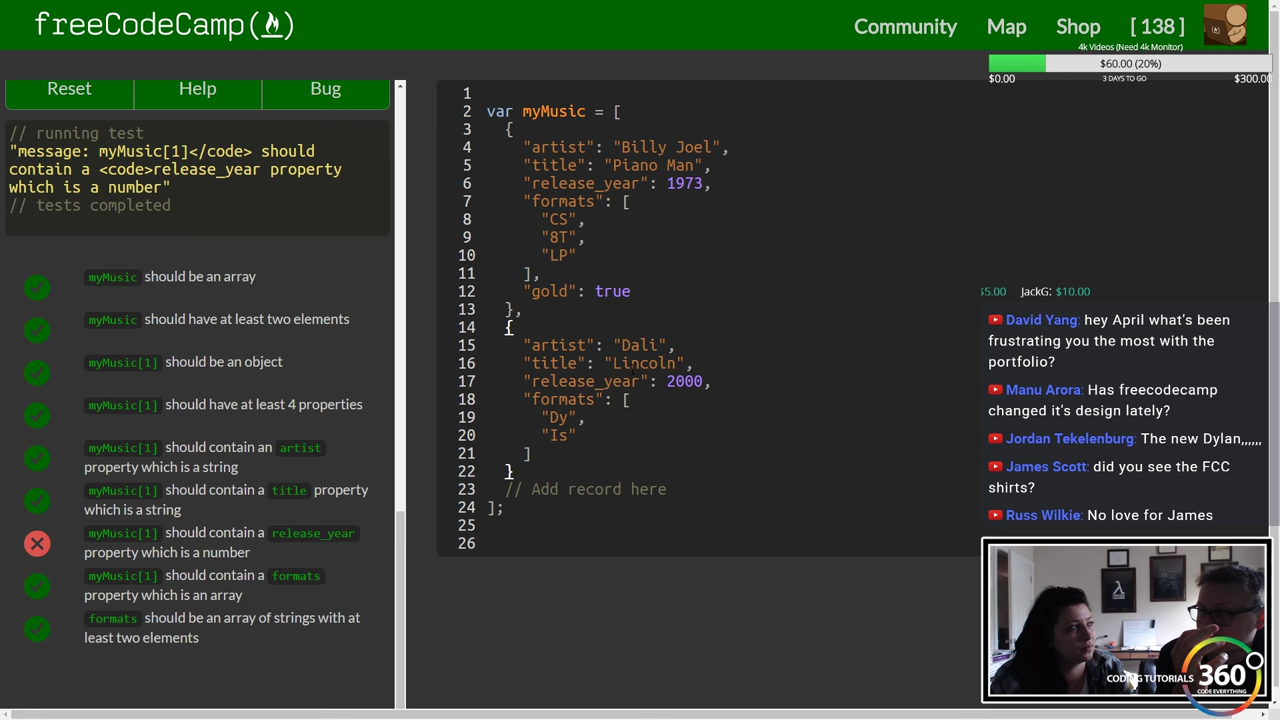 freeCodeCamp
Community Map Shop [ 138 ]
4k Videos (Need 4k Monitor)
$60.00 (20%)
$0.00 3 DAYS TO GO $300.00
Reset Help Bug
// running test
"message: myMusic[1]</code> should
contain a <code>release_year property
which is a number"
// tests completed
myMusic should be an array
myMusic should have at least two elements
myMusic[1] should be an object
myMusic[1] should have at least 4 properties
myMusic[1] should contain an artist
property which is a string
myMusic[1] should contain a title property
which is a string
myMusic[1] should contain a release_year
property which is a number
myMusic[1] should contain a formats
property which is an array
formats should be an array of strings with at
least two elements
1
2 var myMusic = [
3 {
4 "artist": "Billy Joel",
5 "title": "Piano Man",
6 "release_year": 1973,
7 "formats": [
8 "CS",
9 "8T",
10 "LP"
11 ],
12 "gold": true
13 },
14 {
15 "artist": "Dali",
16 "title": "Lincoln",
17 "release_year": 2000,
18 "formats": [
19 "Dy",
20 "Is"
21 ]
22 }
23 // Add record here
24 ];
25
26
$5.00 JackG: $10.00
David Yang: hey April what's been
frustrating you the most with the
portfolio?
Manu Arora: Has freecodecamp
changed it's design lately?
Jordan Tekelenburg: The new Dylan,,,,,,
James Scott: did you see the FCC
shirts?
Russ Wilkie: No love for James
CODING TUTORIALS 360
CODE EVERYTHING